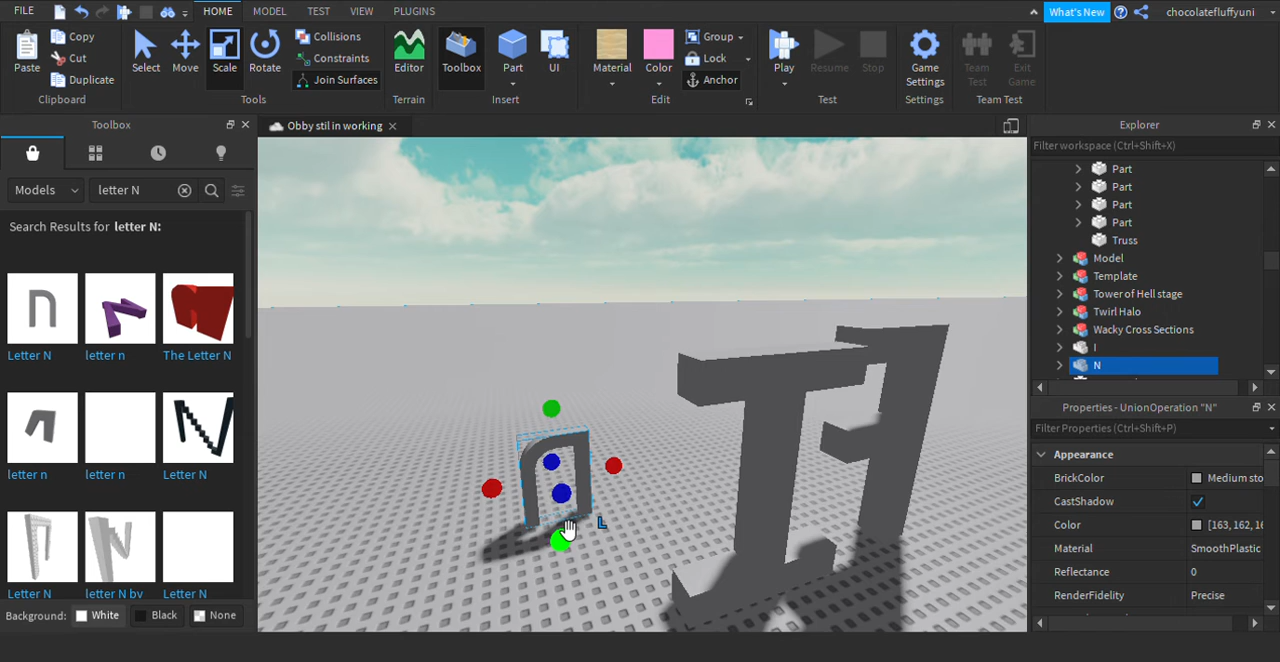 FILE
HOME
MODEL
TEST
VIEW
PLUGINS
What's New
chocolatefluffyuni
Paste
Copy
Cut
Duplicate
Clipboard
Select
Move
Scale
Rotate
Collisions
Constraints
Join Surfaces
Tools
Editor
Terrain
Toolbox
Part
UI
Insert
Material
Color
Group
Lock
Anchor
Edit
Play
Resume
Stop
Test
Game
Settings
Settings
Team
Test
Exit
Game
Team Test
Toolbox
Models
letter N
Search Results for letter N:
Letter N
letter n
The Letter N
letter n
letter N
Letter N
Letter N
letter N by
Letter N
Background:
White
Black
None
Obby stil in working
L
Explorer
Filter workspace (Ctrl+Shift+X)
Part
Part
Part
Part
Truss
Model
Template
Tower of Hell stage
Twirl Halo
Wacky Cross Sections
I
N
Properties - UnionOperation "N"
Filter Properties (Ctrl+Shift+P)
Appearance
BrickColor
Medium sto
CastShadow
Color
[163, 162, 16
Material
SmoothPlastic
Reflectance
0
RenderFidelity
Precise